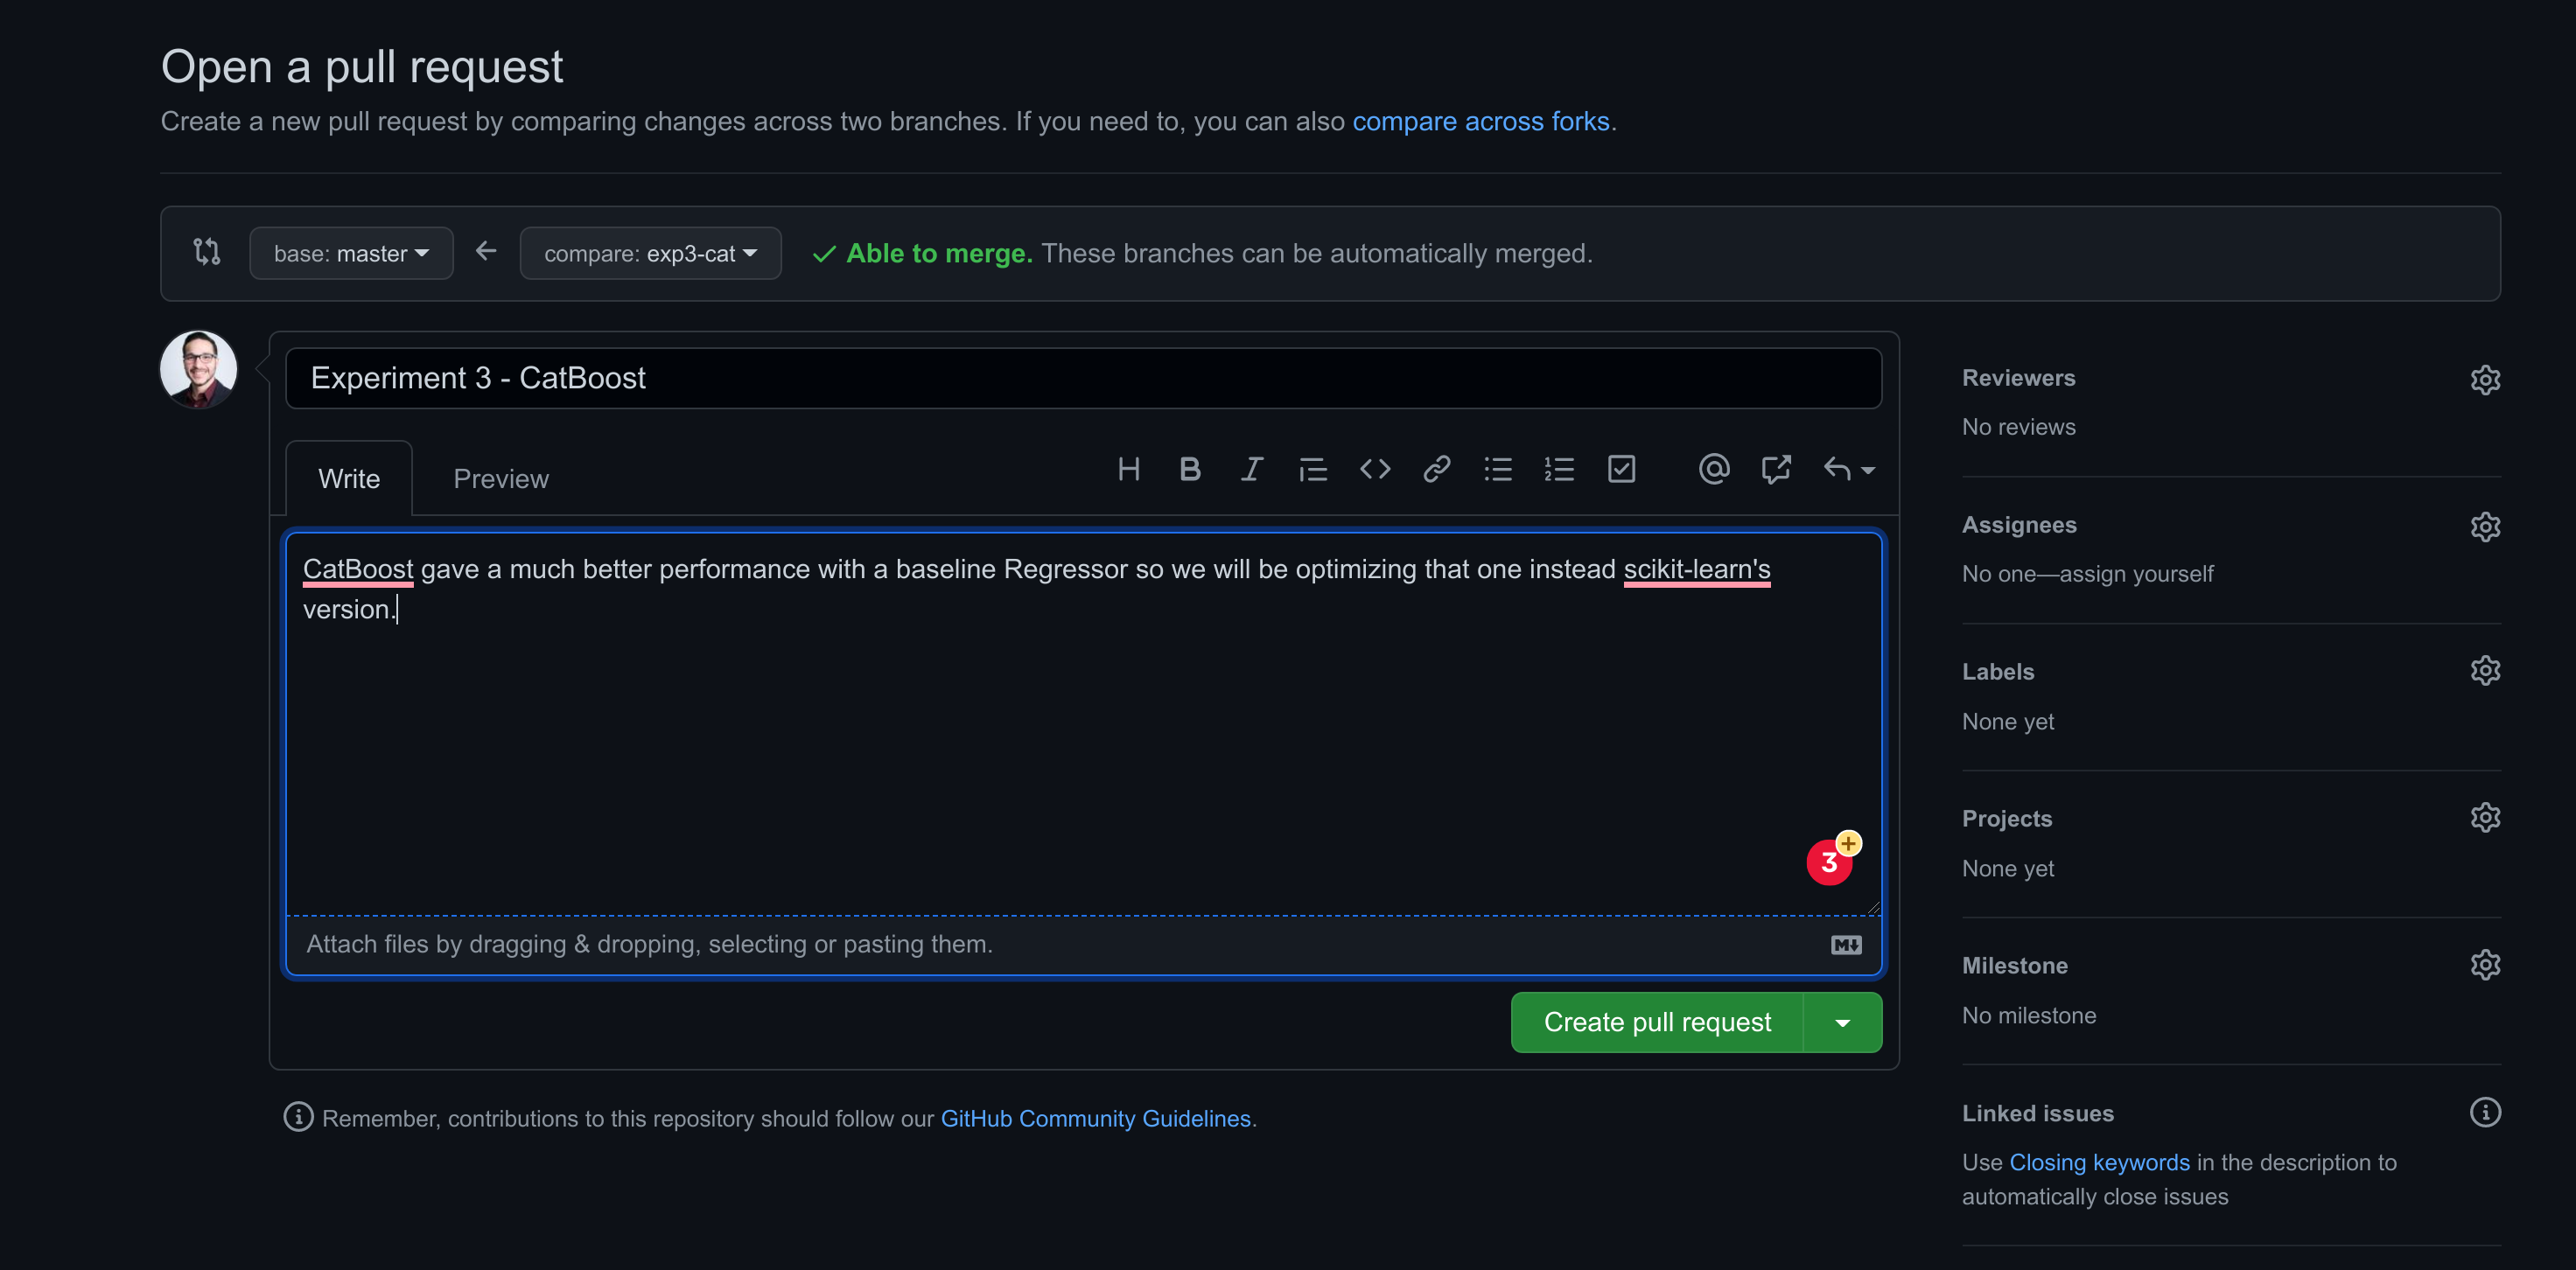 Open a pull request
Create a new pull request by comparing changes across two branches. If you need to, you can also compare across forks.
base: master
compare: exp3-cat
Able to merge. These branches can be automatically merged.
Experiment 3 - CatBoost
Write
Preview
CatBoost gave a much better performance with a baseline Regressor so we will be optimizing that one instead scikit-learn's
version.
3
Attach files by dragging & dropping, selecting or pasting them.
Create pull request
Remember, contributions to this repository should follow our GitHub Community Guidelines.
Reviewers
No reviews
Assignees
No one—assign yourself
Labels
None yet
Projects
None yet
Milestone
No milestone
Linked issues
Use Closing keywords in the description to
automatically close issues